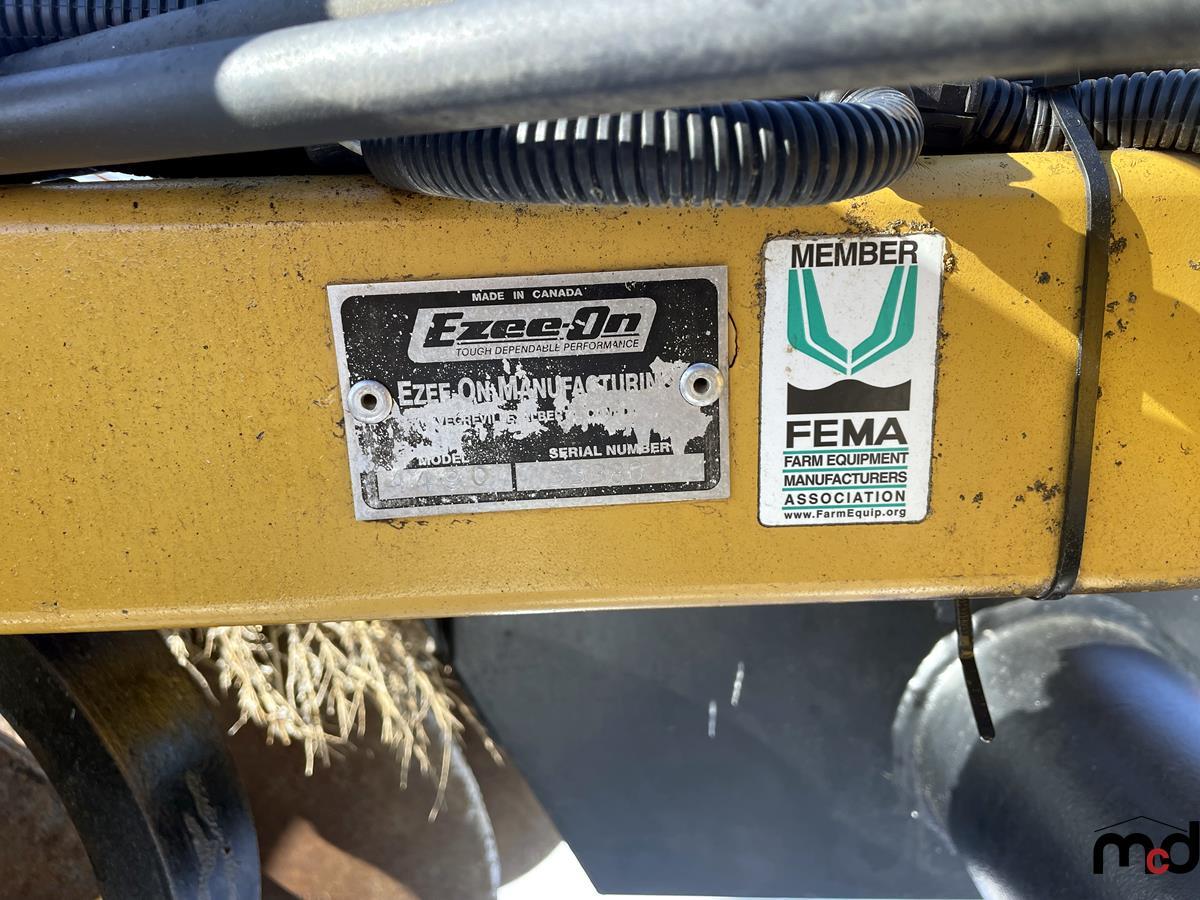 MADE IN CANADA
Ezee-On
TOUGH DEPENDABLE PERFORMANCE
EZEE-ON MANUFACTURING
MODEL
SERIAL NUMBER
MEMBER
FEMA
FARM EQUIPMENT
MANUFACTURERS
ASSOCIATION
www.FarmEquip.org
mcd